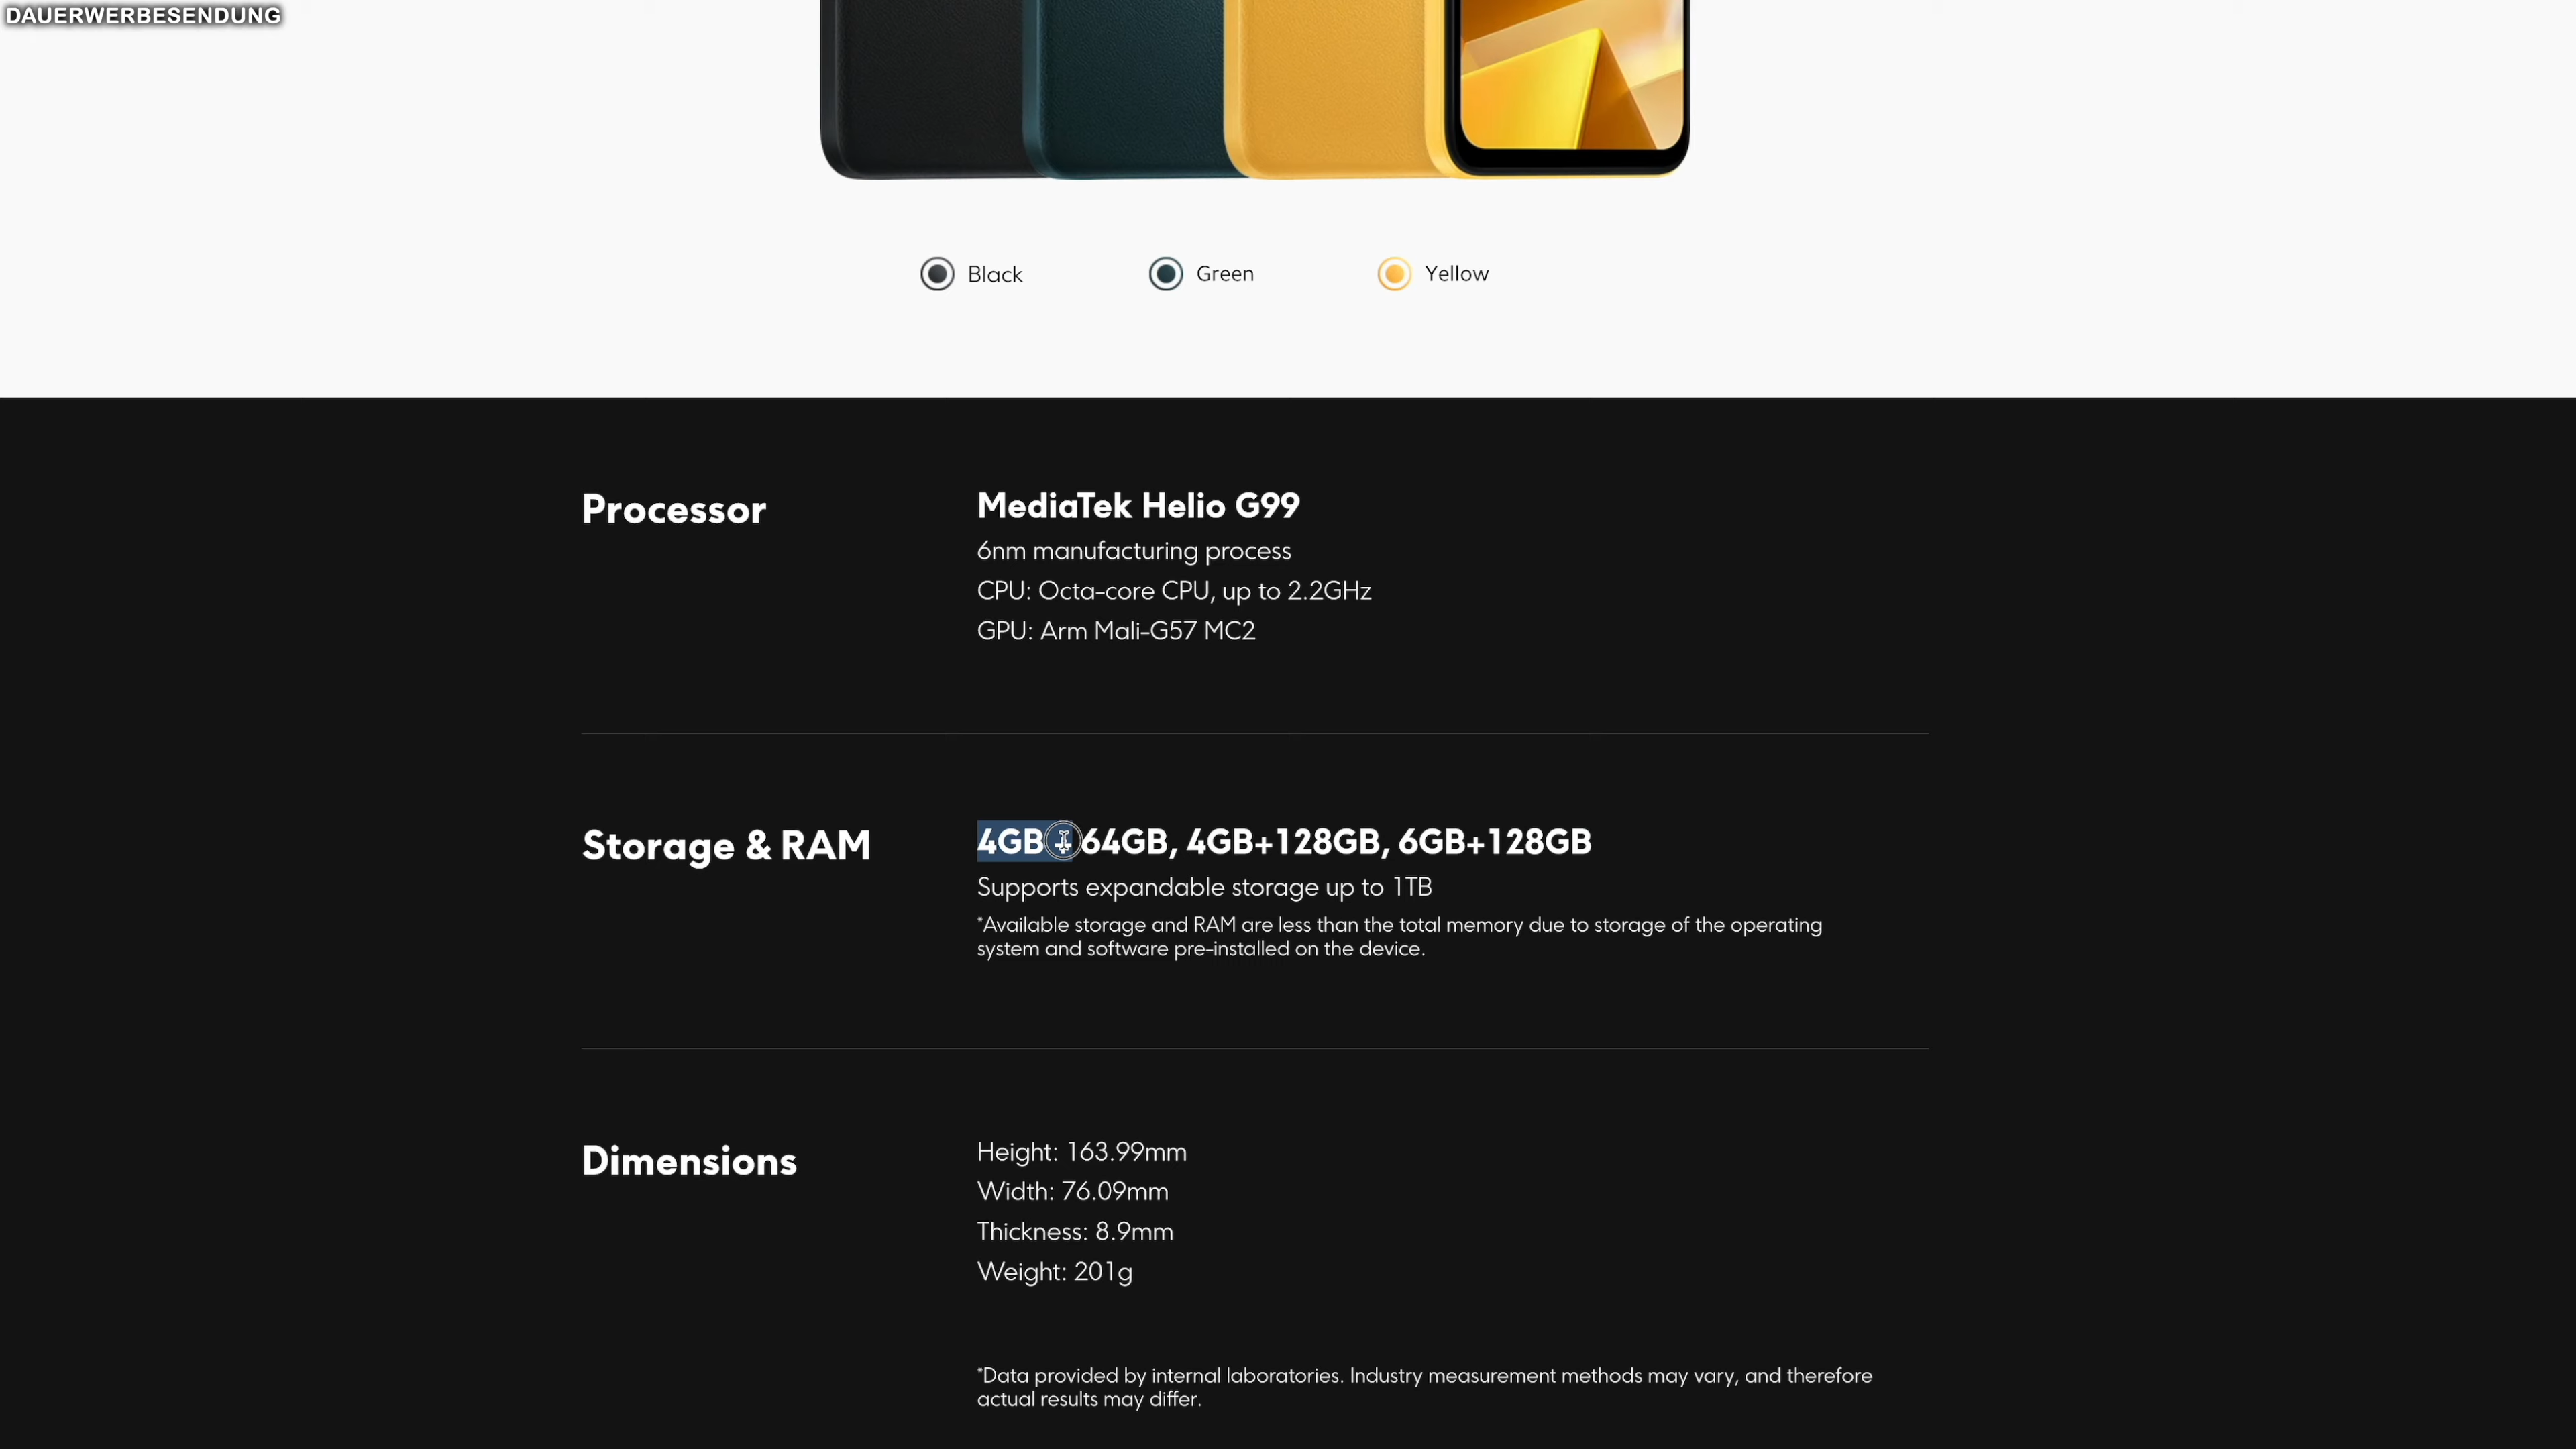 DAUERWERBESENDUNG
Black
Green
Yellow
Processor
MediaTek Helio G99
6nm manufacturing process
CPU: Octa-core CPU, up to 2.2GHz
GPU: Arm Mali-G57 MC2
Storage & RAM
4GB+64GB, 4GB+128GB, 6GB+128GB
Supports expandable storage up to 1TB
*Available storage and RAM are less than the total memory due to storage of the operating
system and software pre-installed on the device.
Dimensions
Height: 163.99mm
Width: 76.09mm
Thickness: 8.9mm
Weight: 201g
*Data provided by internal laboratories. Industry measurement methods may vary, and therefore
actual results may differ.